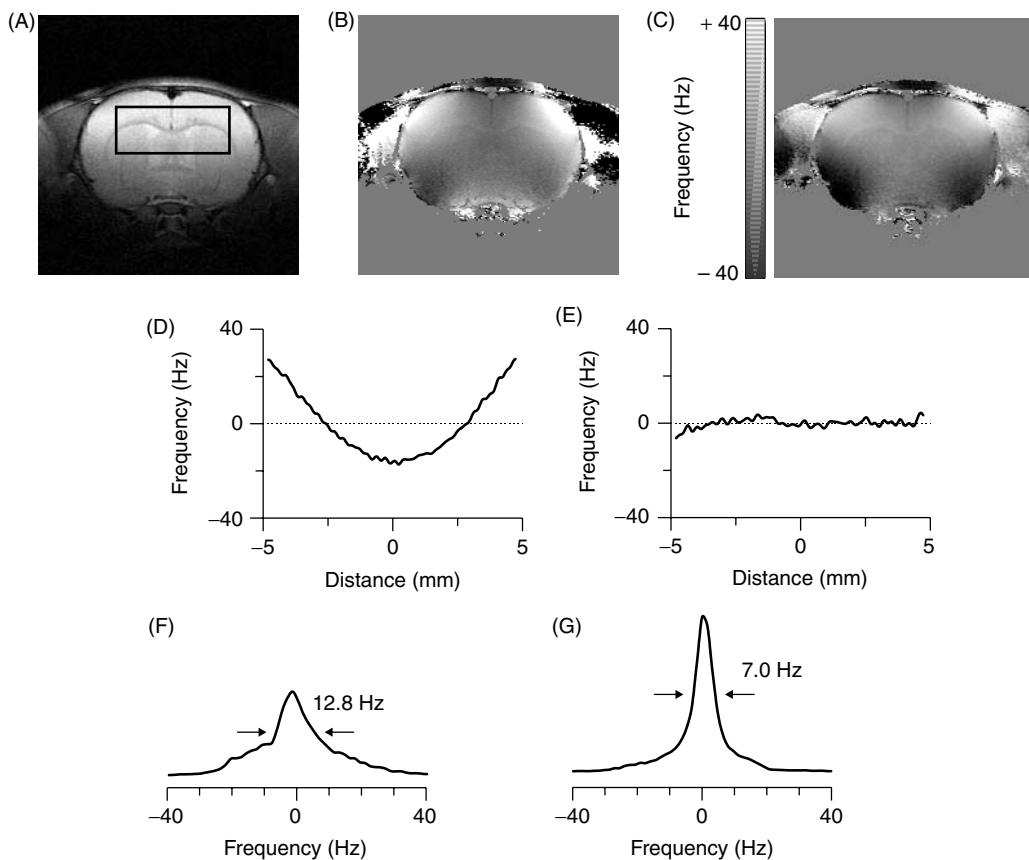 (A)
(B)
(C)
+ 40
Frequency (Hz)
– 40
(D)
40
0
–40
Frequency (Hz)
–5
0
5
Distance (mm)
(E)
40
0
–40
Frequency (Hz)
–5
0
5
Distance (mm)
(F)
12.8 Hz
–40
0
40
Frequency (Hz)
(G)
7.0 Hz
–40
0
40
Frequency (Hz)